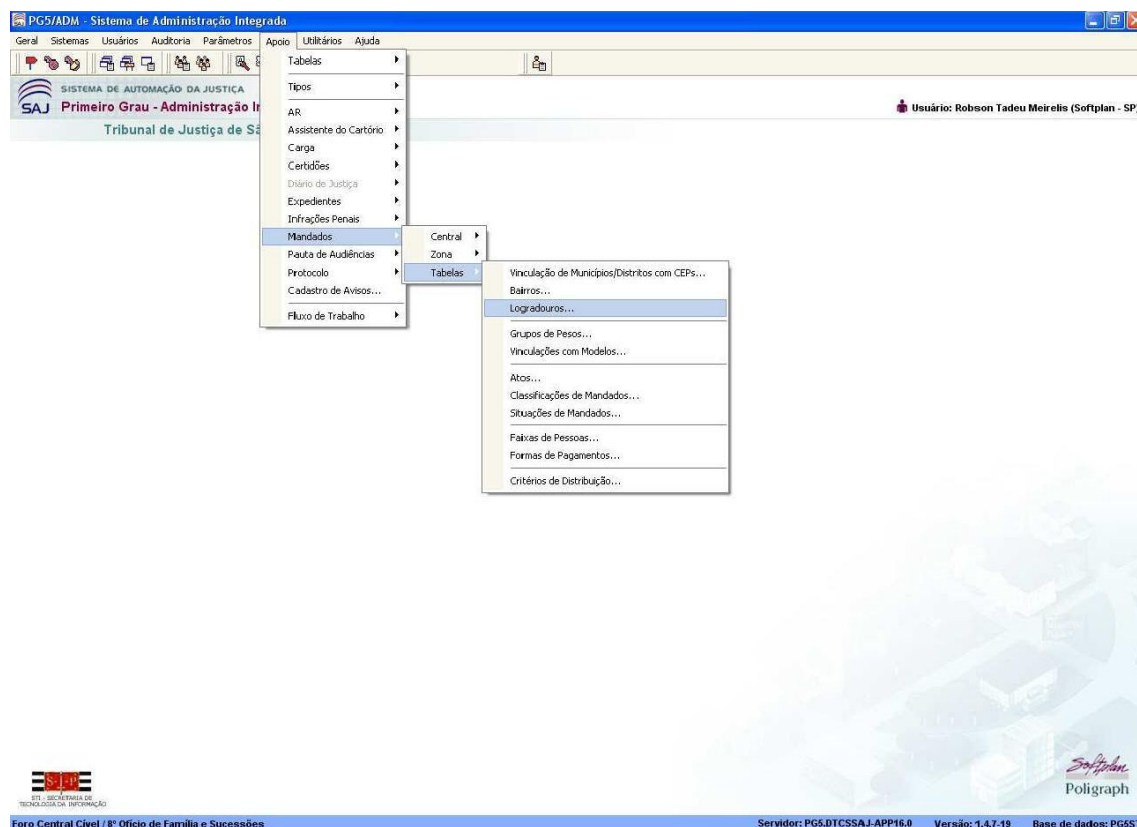 PG5/ADM - Sistema de Administração Integrada
Geral Sistemas Usuários Auditoria Parâmetros Apoio Utilitários Ajuda
SISTEMA DE AUTOMAÇÃO DA JUSTIÇA
SAJ Primeiro Grau - Administração I
Usuário: Robson Tadeu Meirelis (Softplan - SP)
Tribunal de Justiça de Sã
Tabelas
Tipos
AR
Assistente do Cartório
Carga
Certidões
Diário de Justiça
Expedientes
Infrações Penais
Mandados
Pauta de Audiências
Protocolo
Cadastro de Avisos...
Fluxo de Trabalho
Central
Zona
Tabelas
Vinculação de Municípios/Distritos com CEPs...
Bairros...
Logradouros...
Grupos de Pesos...
Vinculações com Modelos...
Atos...
Classificações de Mandados...
Situações de Mandados...
Faixas de Pessoas...
Formas de Pagamentos...
Critérios de Distribuição...
Softplan
Poligraph
STI - SECRETARIA DE
TECNOLOGIA DA INFORMAÇÃO
Foro Central Cível / 8º Ofício de Família e Sucessões
Servidor: PG5.DTCSSAJ-APP16.0 Versão: 1.4.7-19 Base de dados: PG5S